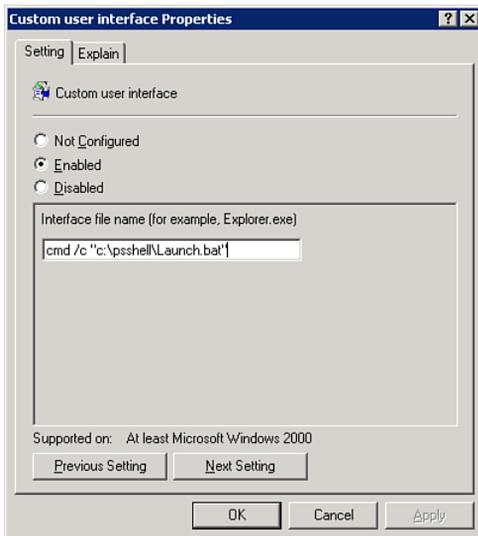 Custom user interface Properties
Setting
Explain
Custom user interface
Not Configured
Enabled
Disabled
Interface file name (for example, Explorer.exe)
cmd /c "c:\psshell\Launch.bat"
Supported on: At least Microsoft Windows 2000
Previous Setting
Next Setting
OK
Cancel
Apply